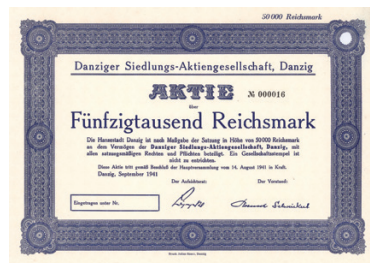 50 000 Reichsmark
Danziger Siedlungs-Aktiengesellschaft, Danzig
AKTIE № 000016
über
Fünfzigtausend Reichsmark
Die Hansestadt Danzig ist nach Maßgabe der Satzung in Höhe von 50 000 Reichsmark
an dem Vermögen der Danziger Siedlungs-Aktiengesellschaft, Danzig, mit
allen satzungsmäßigen Rechten und Pflichten beteiligt. Ein Gesellschaftsstempel ist
nicht zu entrichten.
Diese Aktie tritt gemäß Beschluß der Hauptversammlung vom 14. August 1941 in Kraft.
Danzig, September 1941
Der Aufsichtsrat: Der Vorstand:
Eingetragen unter Nr.